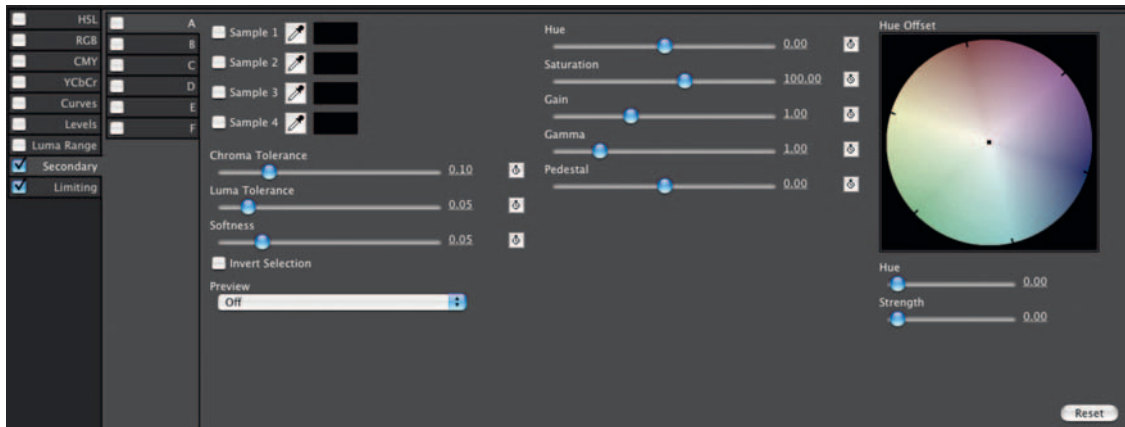 HSL
RGB
CMY
YCbCr
Curves
Levels
Luma Range
Secondary
Limiting
A
B
C
D
E
F
Sample 1
Sample 2
Sample 3
Sample 4
Chroma Tolerance
0.10
Luma Tolerance
0.05
Softness
0.05
Invert Selection
Preview
Off
Hue
0.00
Saturation
100.00
Gain
1.00
Gamma
1.00
Pedestal
0.00
Hue Offset
Hue
0.00
Strength
0.00
Reset